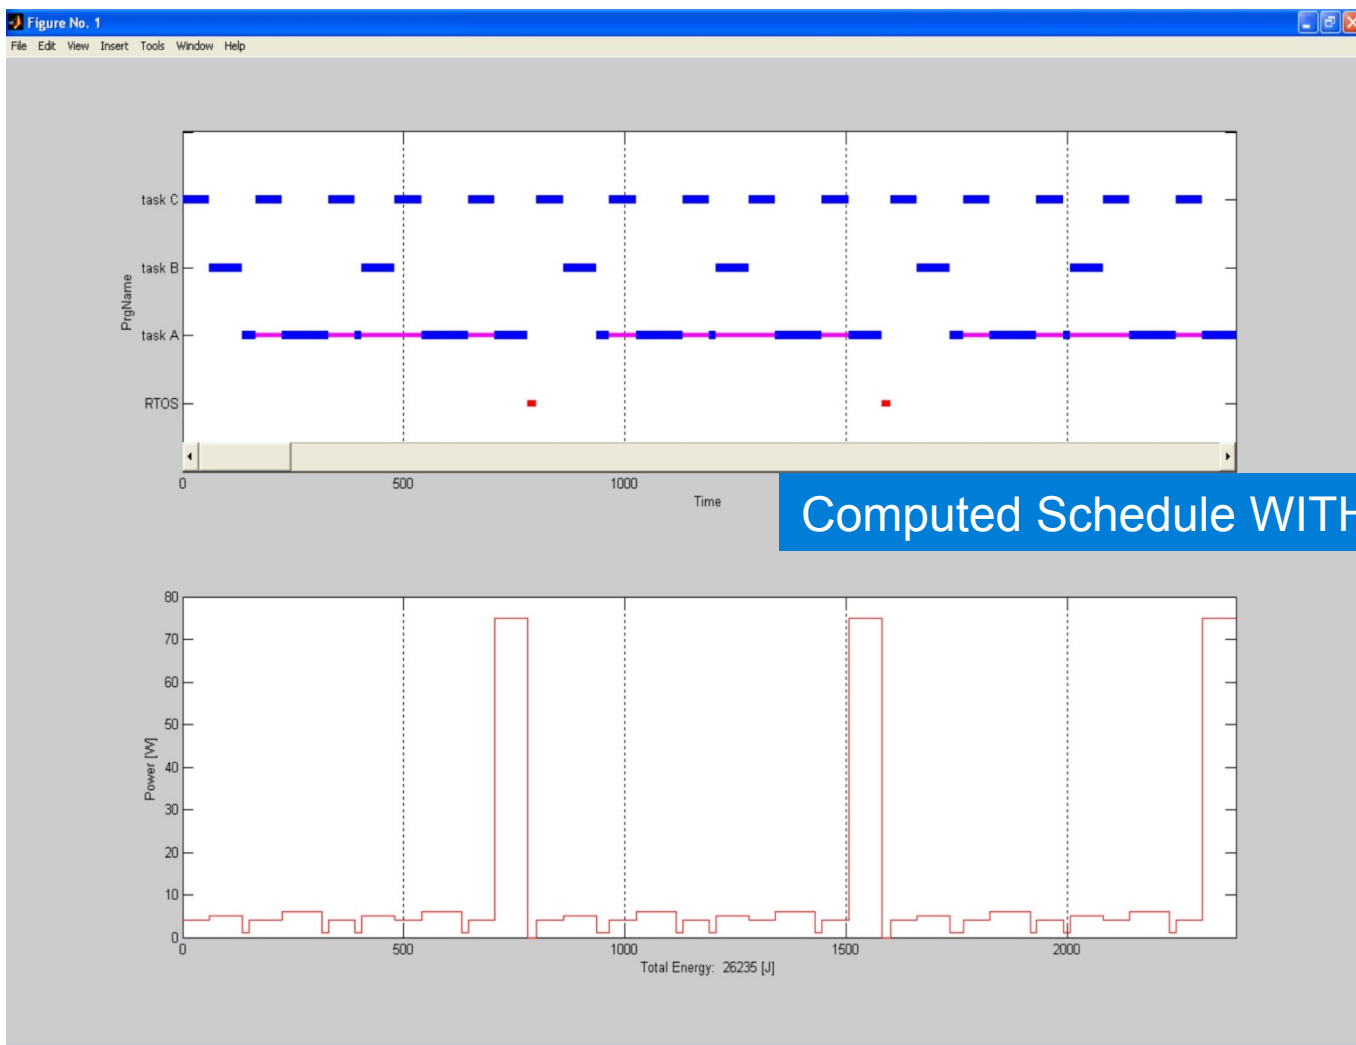 Figure No. 1
File Edit View Insert Tools Window Help
task C
task B
task A
RTOS
PrgName
0 500 1000
Time
Computed Schedule WITH
80
70
60
50
40
30
20
10
0
Power [W]
0 500 1000 1500 2000
Total Energy: 26235 [J]